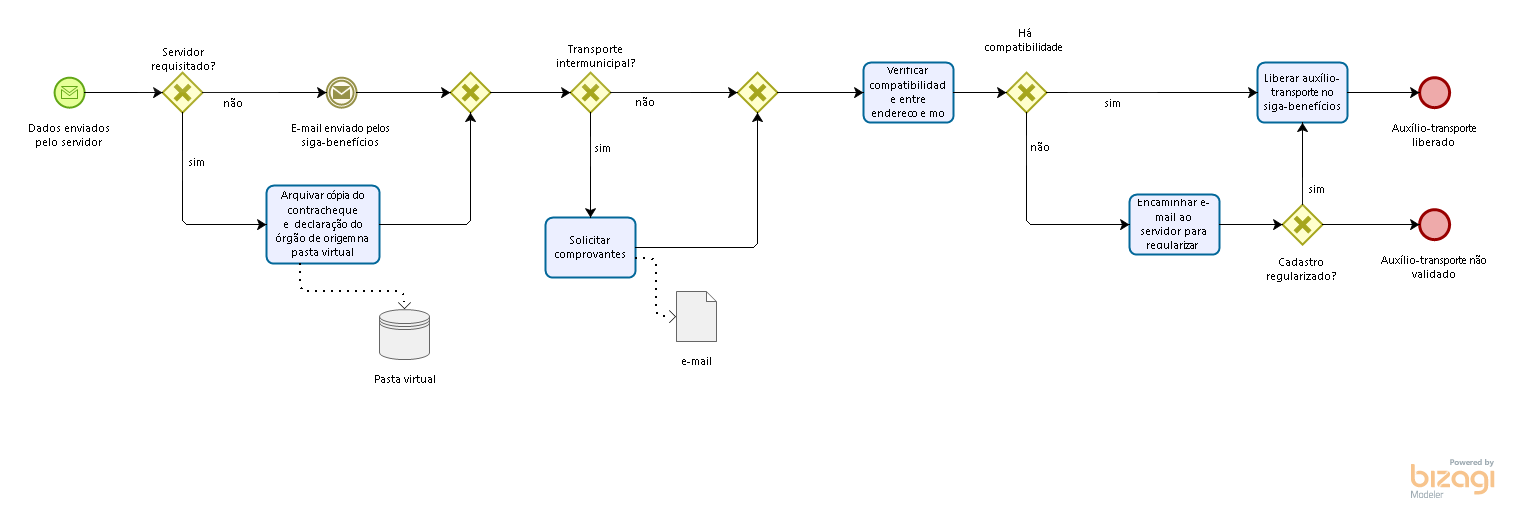 Dados enviados
pelo servidor
Servidor
requisitado?
não
sim
E-mail enviado pelos
siga-benefícios
Arquivar cópia do
contracheque
e declaração do
órgão de origem na
pasta virtual
Pasta virtual
Transporte
intermunicipal?
não
sim
Solicitar
comprovantes
e-mail
Verificar
compatibilidad
e entre
endereco e mo
Há
compatibilidade
sim
não
Encaminhar e-
mail ao
servidor para
regularizar
Cadastro
regularizado?
sim
Liberar auxílio-
transporte no
siga-benefícios
Auxílio-transporte
liberado
Auxílio-transporte não
validado
Powered by
bizagi
Modeler